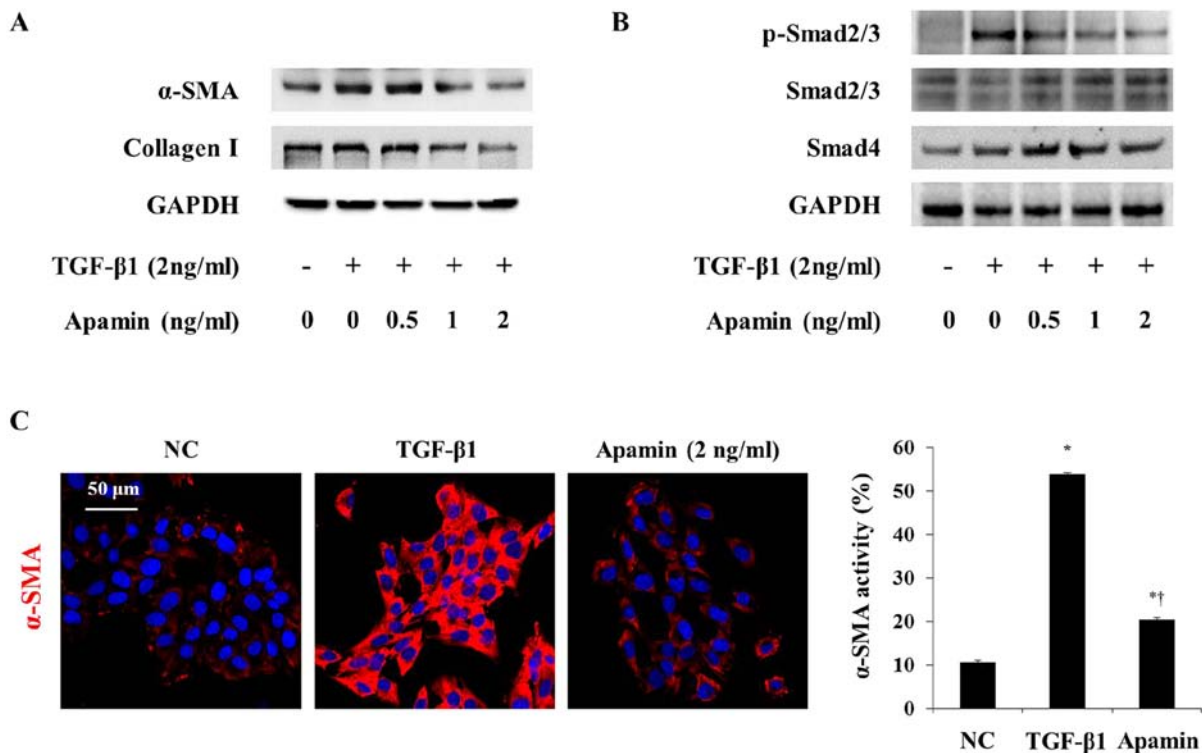 A
α-SMA
Collagen I
GAPDH
TGF-β1 (2ng/ml) - + + + +
Apamin (ng/ml) 0 0 0.5 1 2
B
p-Smad2/3
Smad2/3
Smad4
GAPDH
TGF-β1 (2ng/ml) - + + + +
Apamin (ng/ml) 0 0 0.5 1 2
C
NC TGF-β1 Apamin (2 ng/ml)
50 μm
α-SMA
α-SMA activity (%)
60
50
40
30
20
10
0
*
*†
NC TGF-β1 Apamin